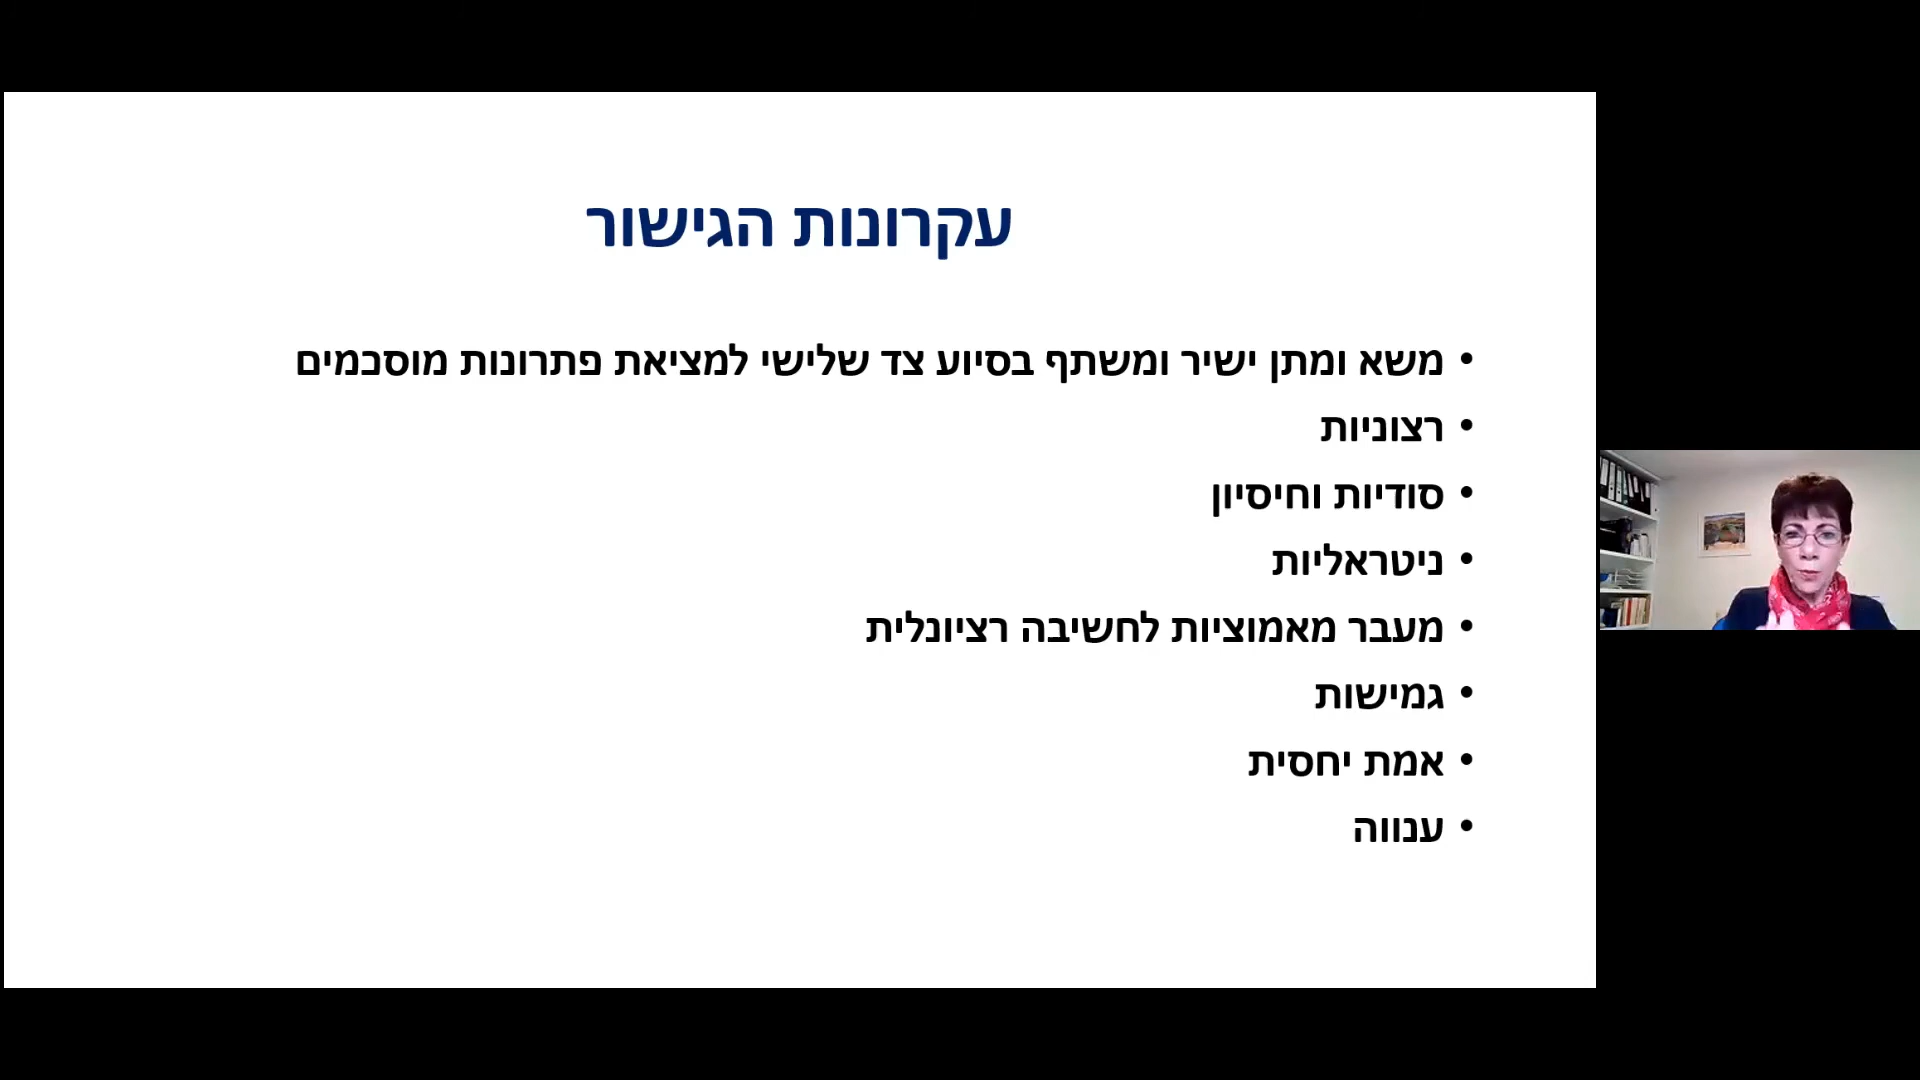 עקרונות הגישור
• משא ומתן ישיר ומשתף בסיוע צד שלישי למציאת פתרונות מוסכמים
• רצוניות
• סודיות וחיסיון
• ניטראליות
• מעבר מאמוציות לחשיבה רציונלית
• גמישות
• אמת יחסית
• ענווה